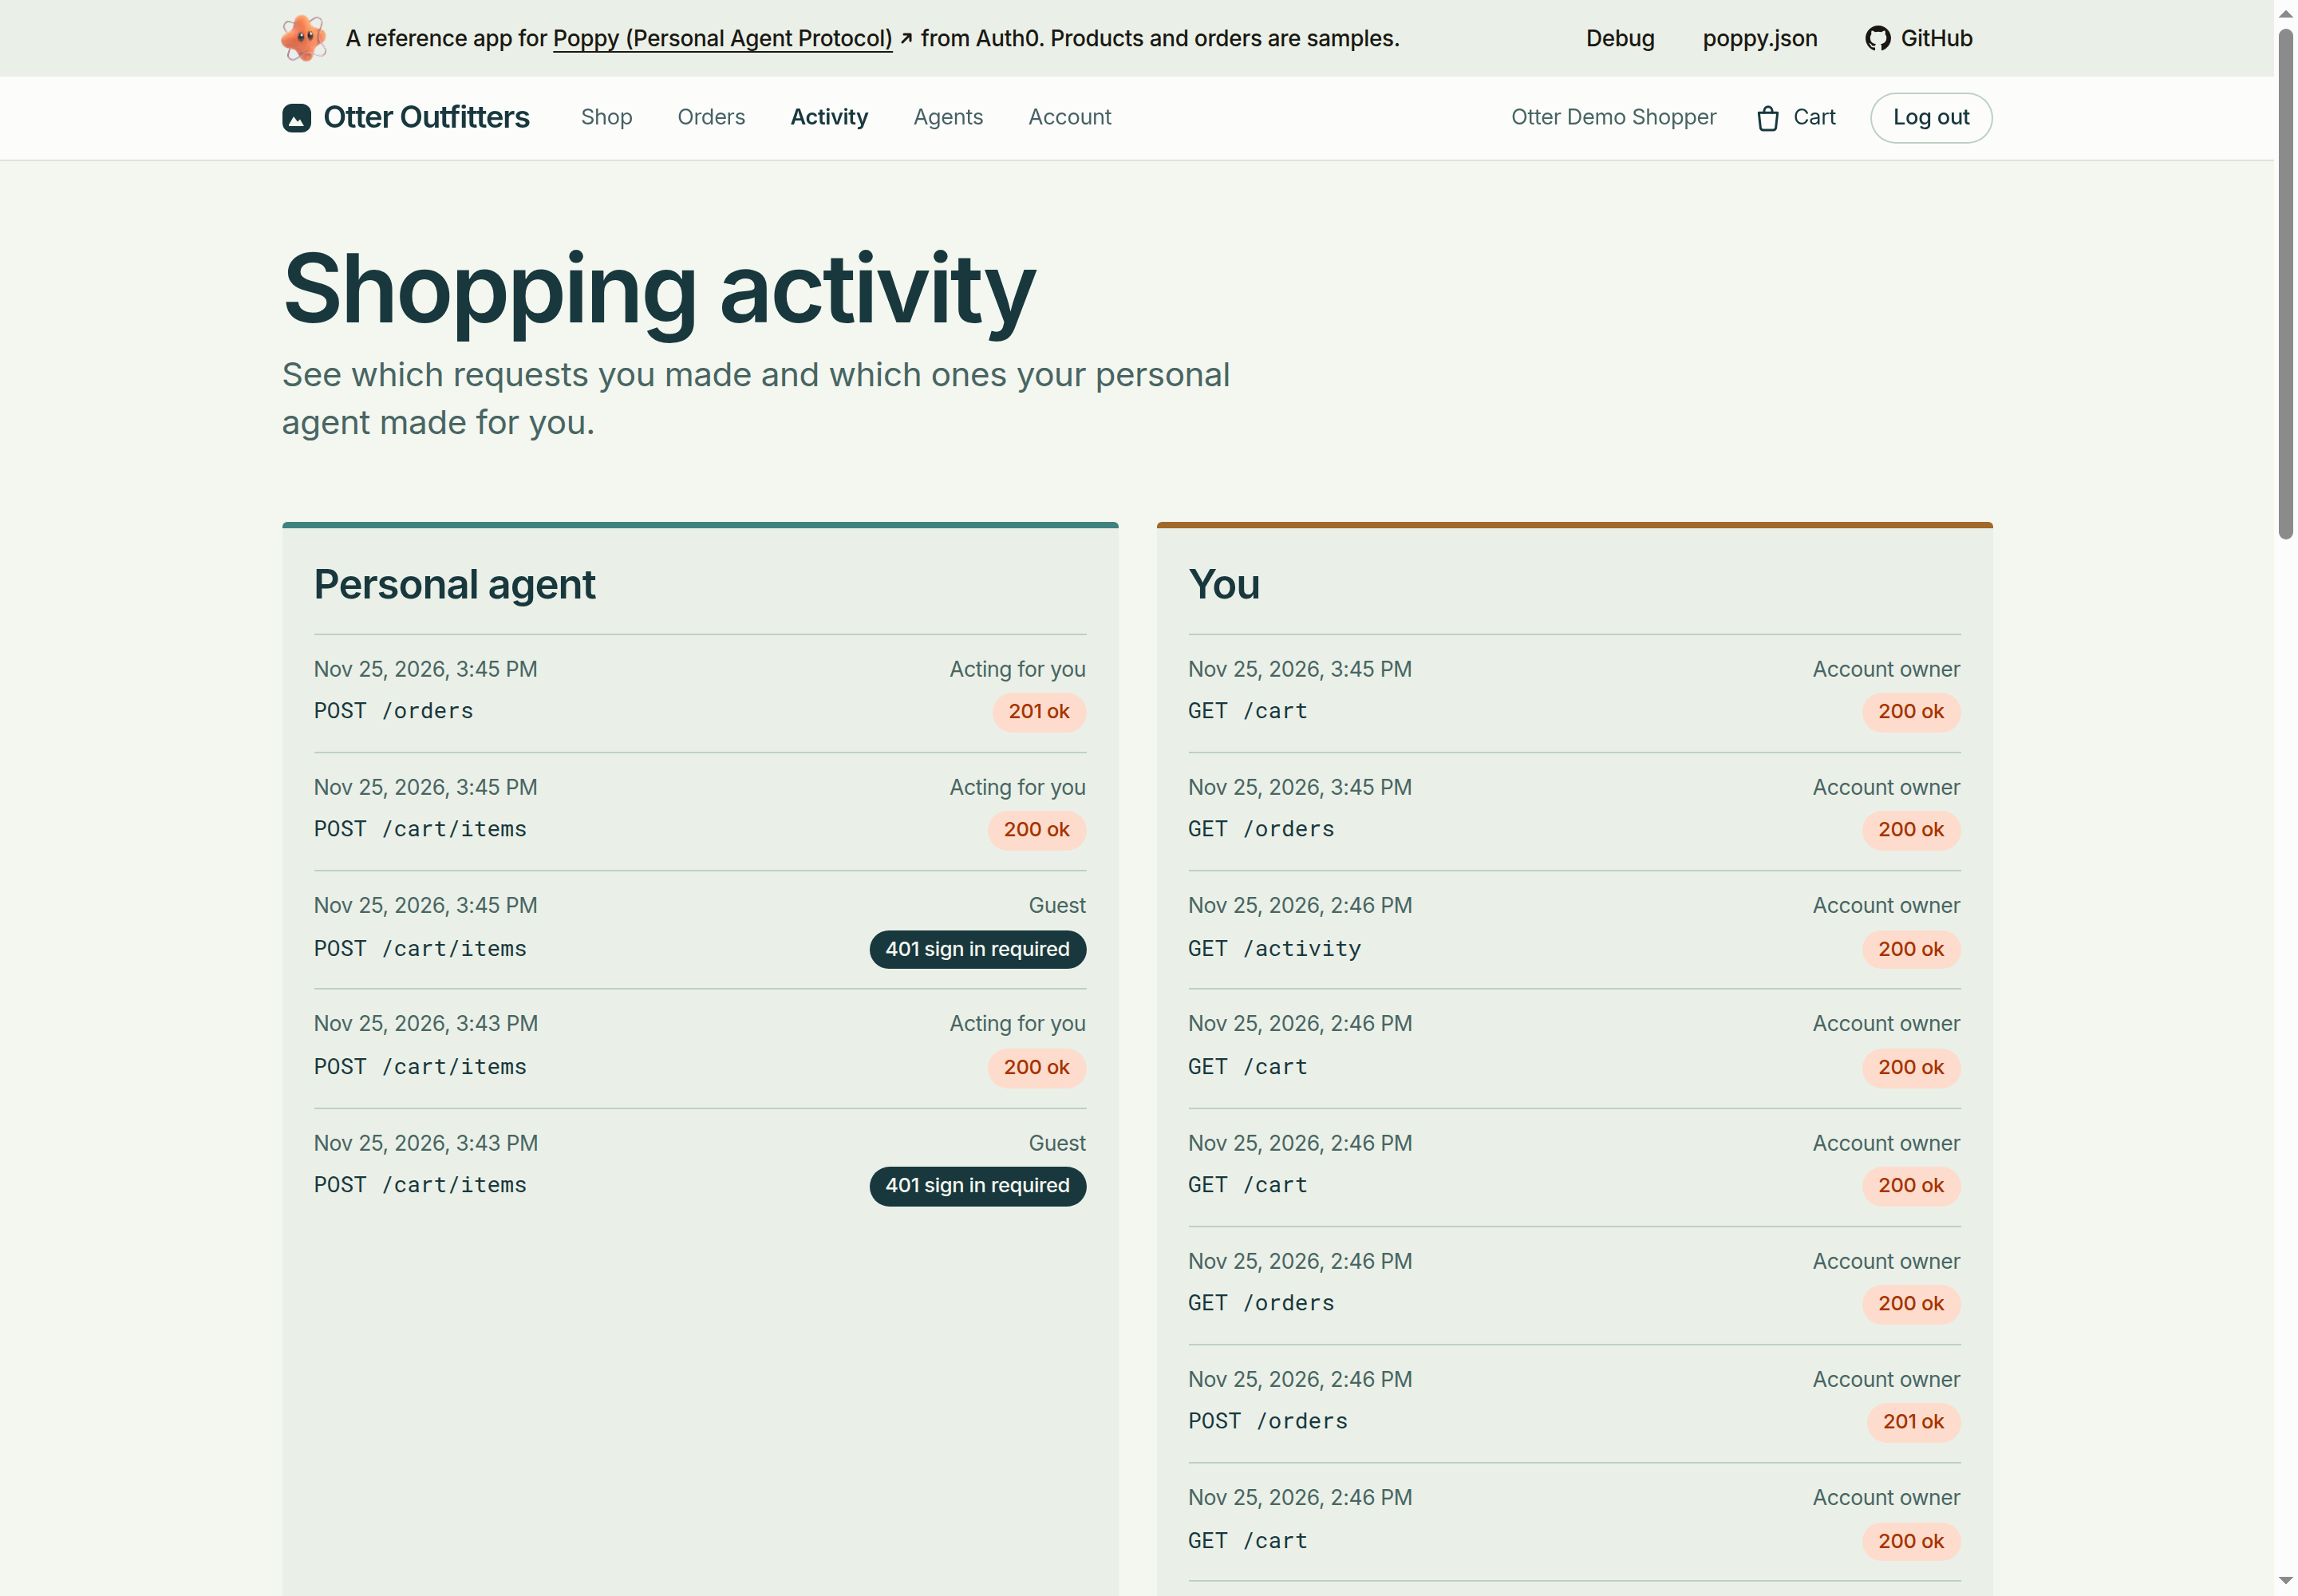 A reference app for Poppy (Personal Agent Protocol) ↗ from Auth0. Products and orders are samples.
Debug
poppy.json
GitHub
Otter Outfitters
Shop
Orders
Activity
Agents
Account
Otter Demo Shopper
Cart
Log out
Shopping activity
See which requests you made and which ones your personal
agent made for you.
Personal agent
Nov 25, 2026, 3:45 PM
Acting for you
POST /orders
201 ok
Nov 25, 2026, 3:45 PM
Acting for you
POST /cart/items
200 ok
Nov 25, 2026, 3:45 PM
Guest
POST /cart/items
401 sign in required
Nov 25, 2026, 3:43 PM
Acting for you
POST /cart/items
200 ok
Nov 25, 2026, 3:43 PM
Guest
POST /cart/items
401 sign in required
You
Nov 25, 2026, 3:45 PM
Account owner
GET /cart
200 ok
Nov 25, 2026, 3:45 PM
Account owner
GET /orders
200 ok
Nov 25, 2026, 2:46 PM
Account owner
GET /activity
200 ok
Nov 25, 2026, 2:46 PM
Account owner
GET /cart
200 ok
Nov 25, 2026, 2:46 PM
Account owner
GET /cart
200 ok
Nov 25, 2026, 2:46 PM
Account owner
GET /orders
200 ok
Nov 25, 2026, 2:46 PM
Account owner
POST /orders
201 ok
Nov 25, 2026, 2:46 PM
Account owner
GET /cart
200 ok